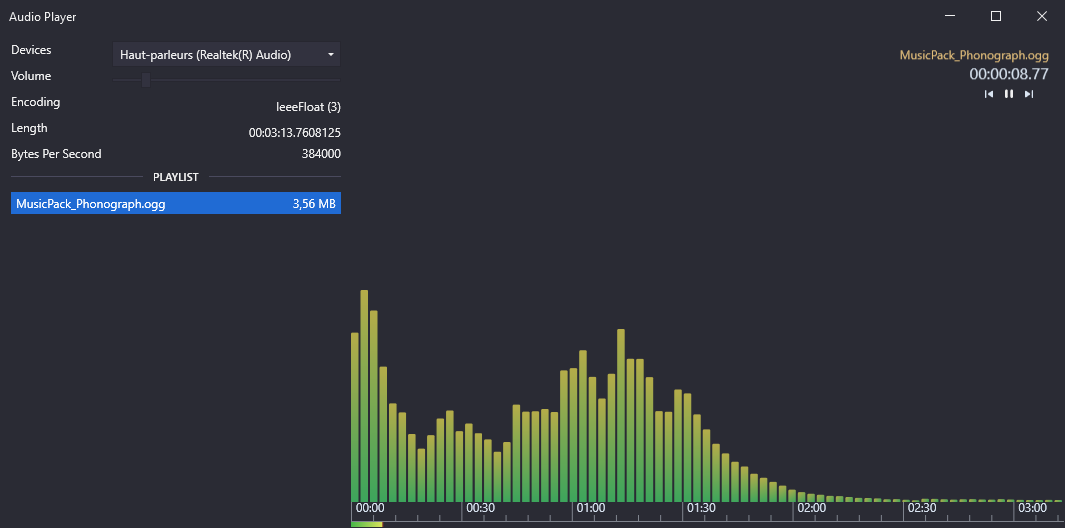 Audio Player
Devices
Haut-parleurs (Realtek(R) Audio)
Volume
Encoding
IeeeFloat (3)
Length
00:03:13.7608125
Bytes Per Second
384000
PLAYLIST
MusicPack_Phonograph.ogg
3,56 MB
MusicPack_Phonograph.ogg
00:00:08.77
00:00
00:30
01:00
01:30
02:00
02:30
03:00